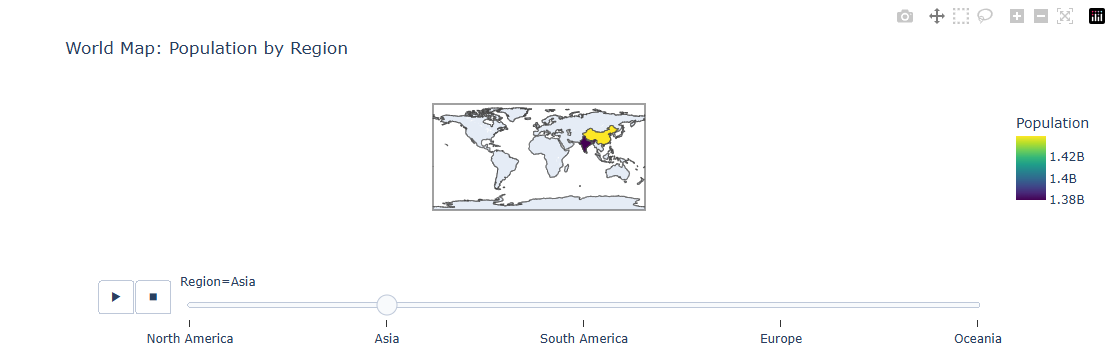 World Map: Population by Region
Population
1.42B
1.4B
1.38B
Region=Asia
North America
Asia
South America
Europe
Oceania